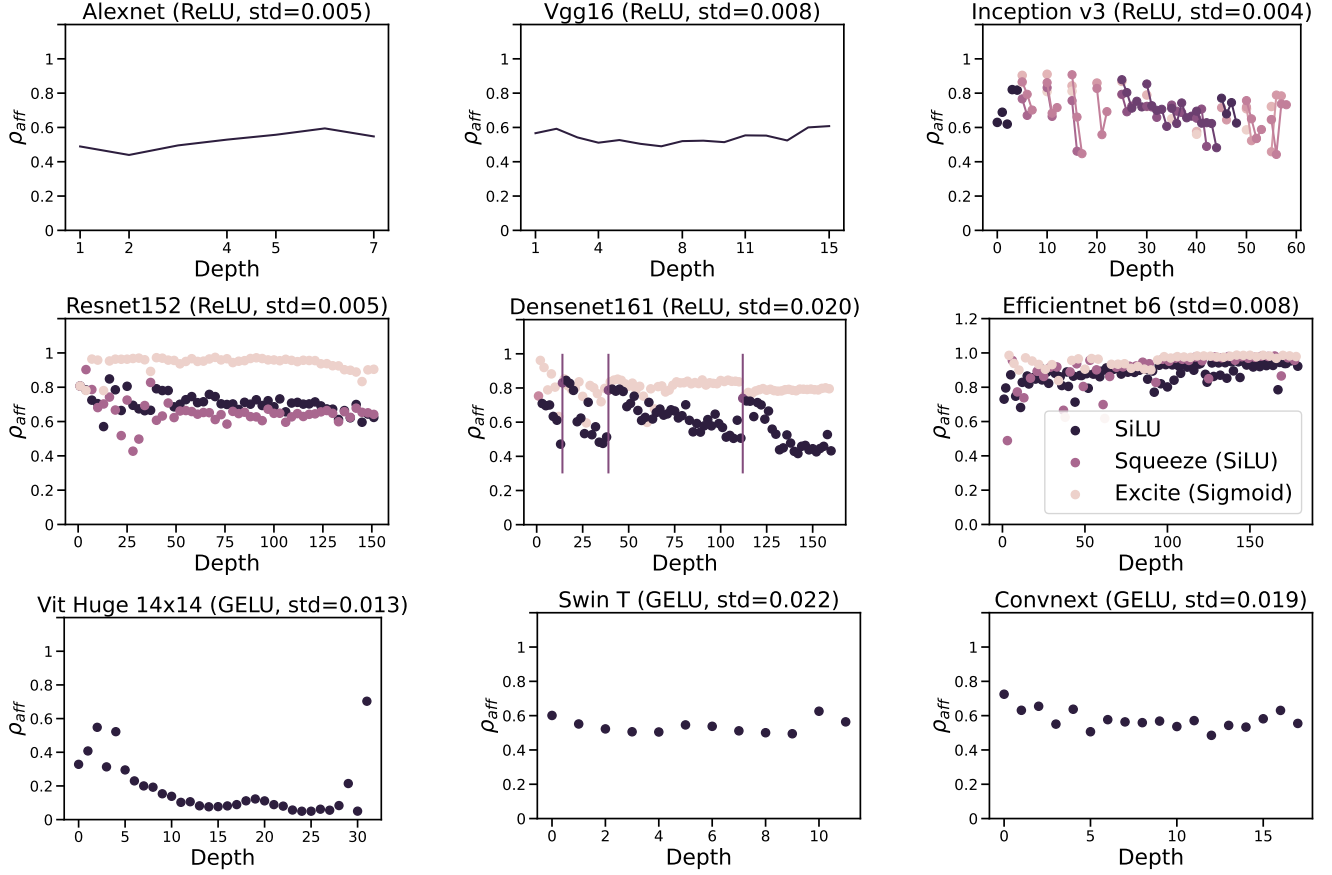 Alexnet (ReLU, std=0.005)
1
0.8
0.6
0.4
0.2
0
ρaff
1 2 4 5 7
Depth
Vgg16 (ReLU, std=0.008)
1
0.8
0.6
0.4
0.2
0
ρaff
1 4 8 11 15
Depth
Inception v3 (ReLU, std=0.004)
1
0.8
0.6
0.4
0.2
0
ρaff
0 10 20 30 40 50 60
Depth
Resnet152 (ReLU, std=0.005)
1
0.8
0.6
0.4
0.2
0
ρaff
0 25 50 75 100 125 150
Depth
Densenet161 (ReLU, std=0.020)
1
0.8
0.6
0.4
0.2
0
ρaff
0 25 50 75 100 125 150
Depth
Efficientnet b6 (std=0.008)
1.2
1.0
0.8
0.6
0.4
0.2
0.0
ρaff
SiLU
Squeeze (SiLU)
Excite (Sigmoid)
0 50 100 150
Depth
Vit Huge 14x14 (GELU, std=0.013)
1
0.8
0.6
0.4
0.2
0
ρaff
0 5 10 15 20 25 30
Depth
Swin T (GELU, std=0.022)
1
0.8
0.6
0.4
0.2
0
ρaff
0 2 4 6 8 10
Depth
Convnext (GELU, std=0.019)
1
0.8
0.6
0.4
0.2
0
ρaff
0 5 10 15
Depth